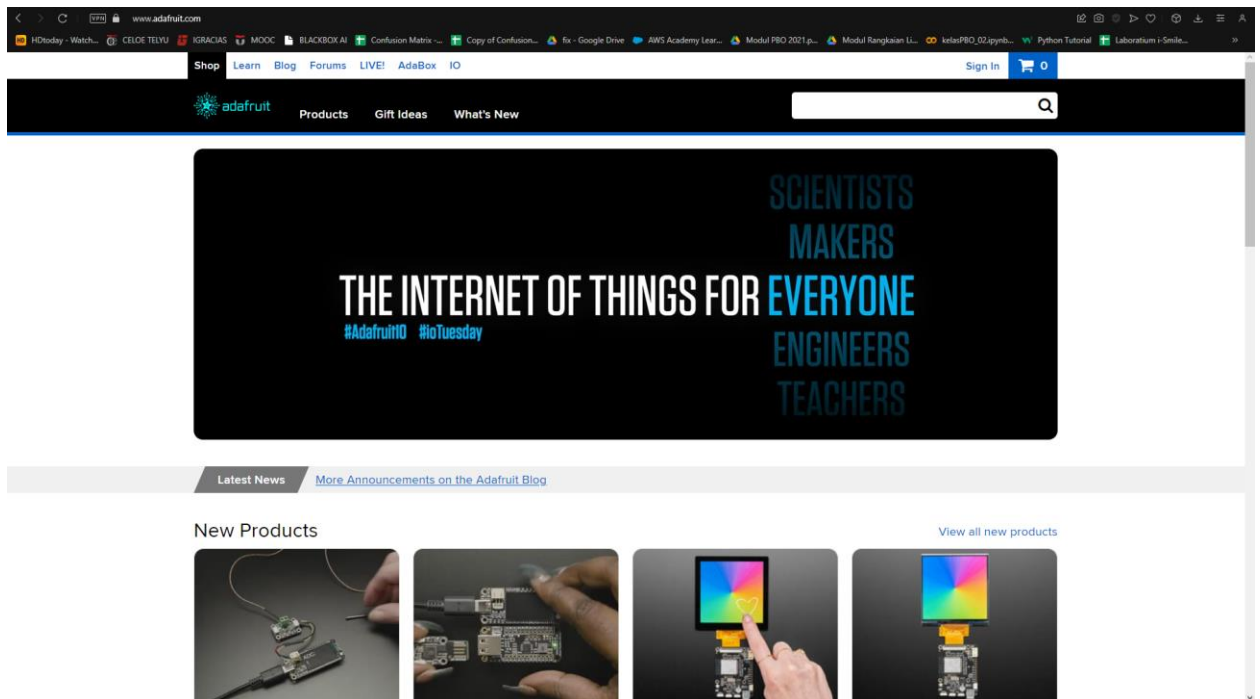 VPN www.adafruit.com
HD HDtoday - Watch... CELOE TELYU IGRACIAS MOOC BLACKBOX AI Confusion Matrix -... Copy of Confusion... fix - Google Drive AWS Academy Lear... Modul PBO 2021.p... Modul Rangkaian Li... kelasPBO_02.ipynb... Python Tutorial Laboratium i-Smile... »
Shop Learn Blog Forums LIVE! AdaBox IO Sign In 0
adafruit Products Gift Ideas What's New
SCIENTISTS
MAKERS
THE INTERNET OF THINGS FOR EVERYONE
#AdafruitIO #ioTuesday
ENGINEERS
TEACHERS
Latest News More Announcements on the Adafruit Blog
New Products View all new products